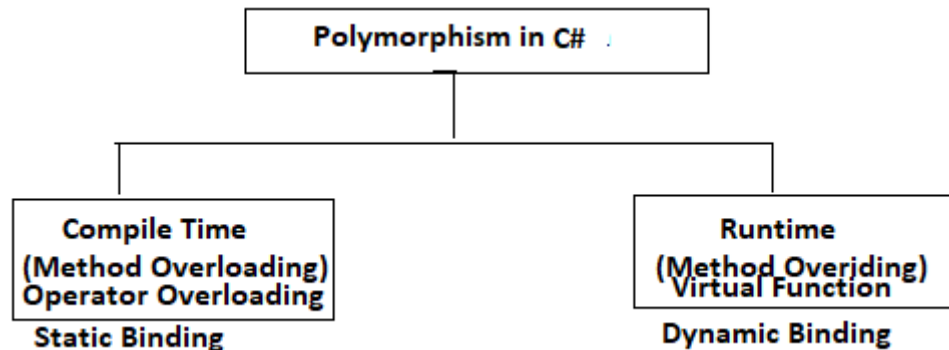 Polymorphism in C#
Compile Time
(Method Overloading)
Operator Overloading
Static Binding
Runtime
(Method Overiding)
Virtual Function
Dynamic Binding